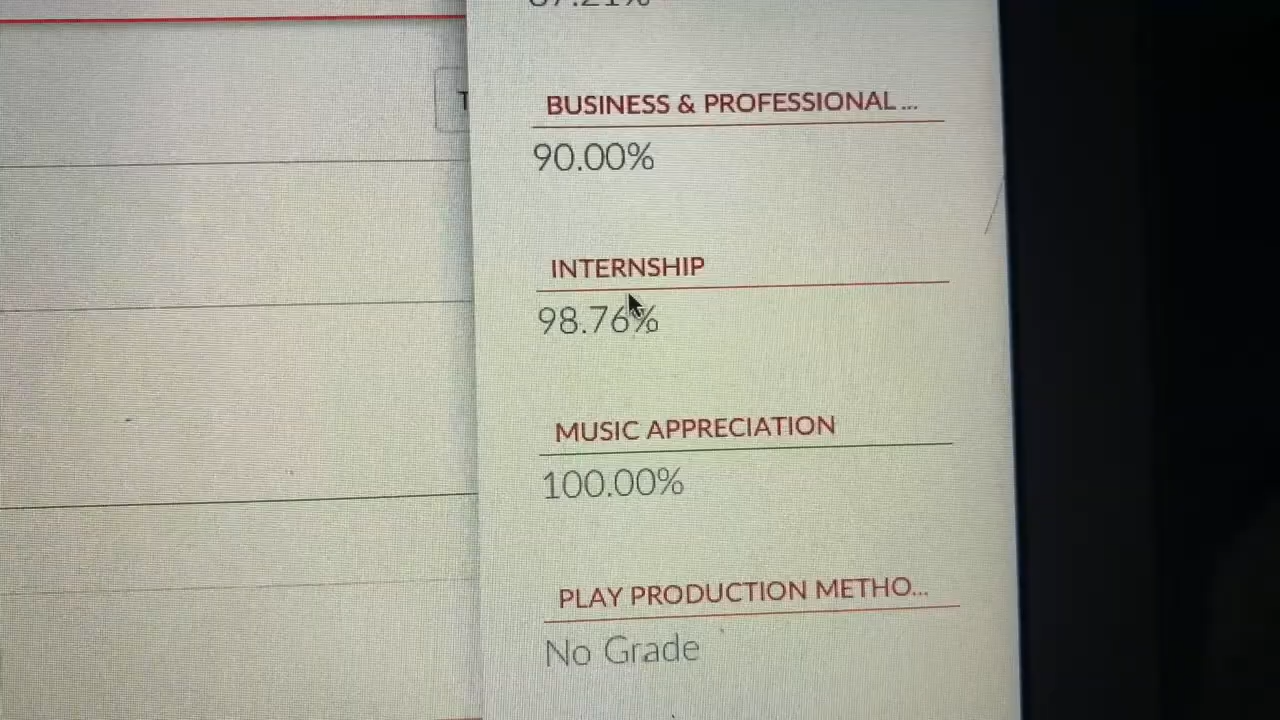 BUSINESS & PROFESSIONAL ...
90.00%
INTERNSHIP
98.76%
MUSIC APPRECIATION
100.00%
PLAY PRODUCTION METHO...
No Grade